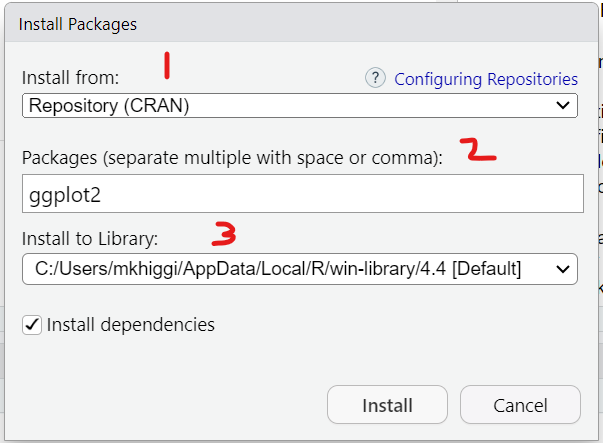 Install Packages
1
Install from:
? Configuring Repositories
Repository (CRAN)
Packages (separate multiple with space or comma): 2
ggplot2
Install to Library: 3
C:/Users/mkhiggi/AppData/Local/R/win-library/4.4 [Default]
Install dependencies
Install Cancel